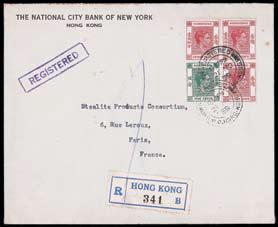 THE NATIONAL CITY BANK OF NEW YORK
HONG KONG
REGISTERED
Stealite Products Consortium,
6, Rue Leroux,
Paris,
France.
R
HONG KONG
341
B